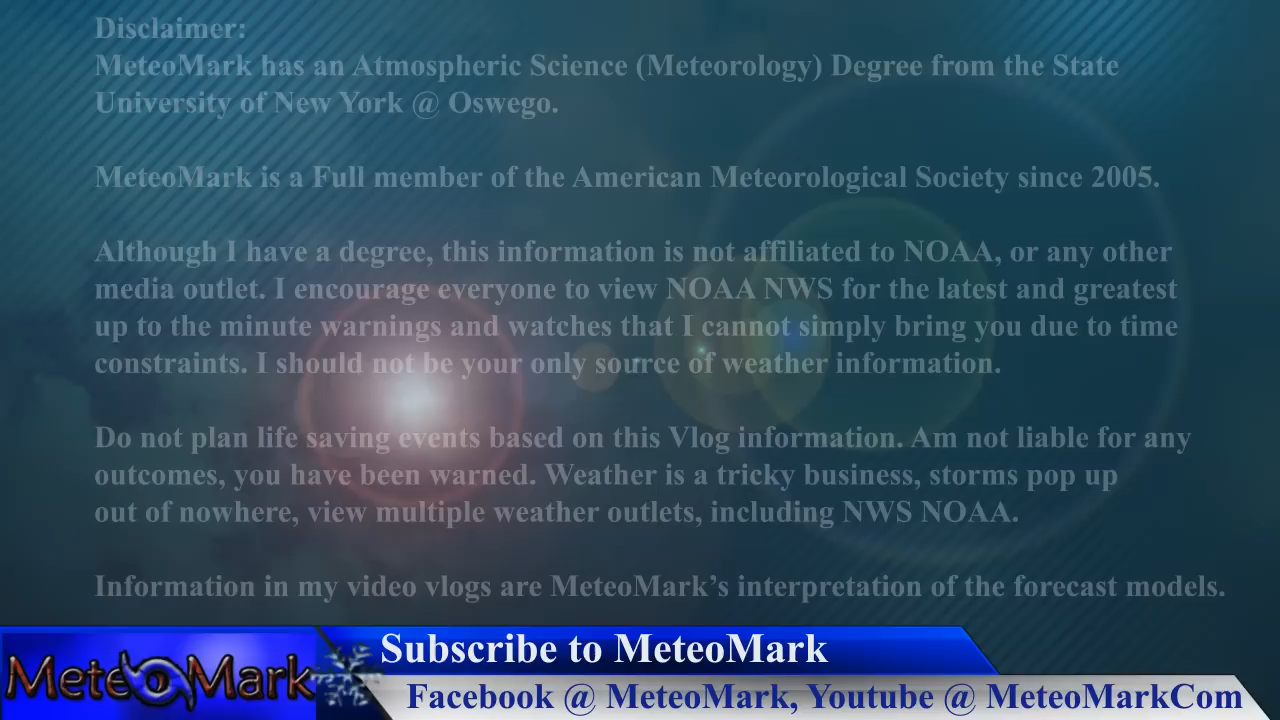 Disclaimer:
MeteoMark has an Atmospheric Science (Meteorology) Degree from the State
University of New York @ Oswego.
MeteoMark is a Full member of the American Meteorological Society since 2005.
Although I have a degree, this information is not affiliated to NOAA, or any other
media outlet. I encourage everyone to view NOAA NWS for the latest and greatest
up to the minute warnings and watches that I cannot simply bring you due to time
constraints. I should not be your only source of weather information.
Do not plan life saving events based on this Vlog information. Am not liable for any
outcomes, you have been warned. Weather is a tricky business, storms pop up
out of nowhere, view multiple weather outlets, including NWS NOAA.
Information in my video vlogs are MeteoMark’s interpretation of the forecast models.
Subscribe to MeteoMark
MeteoMark
Facebook @ MeteoMark, Youtube @ MeteoMarkCom